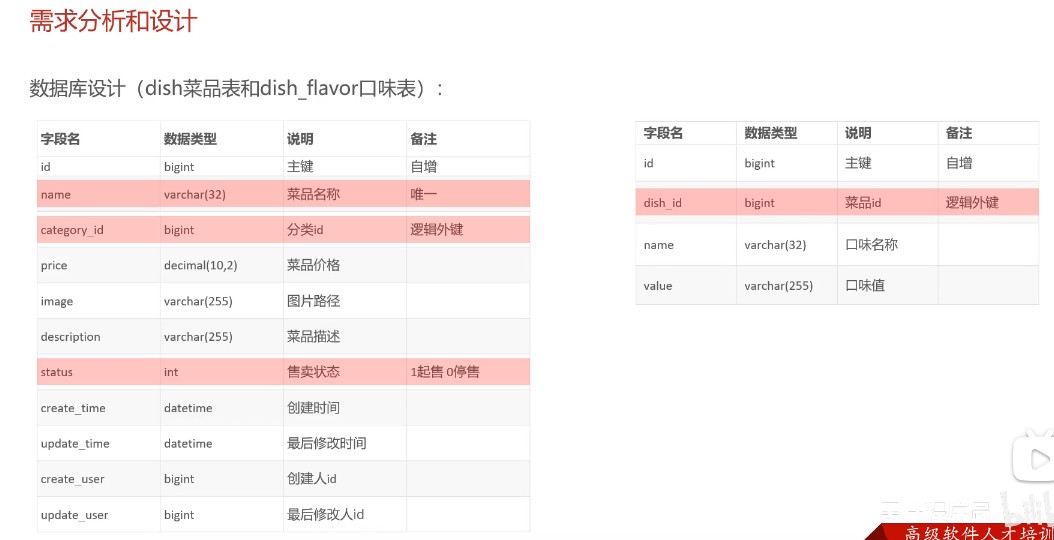 需求分析和设计
数据库设计（dish菜品表和dish_flavor口味表）:
字段名 数据类型 说明 备注
id bigint 主键 自增
name varchar(32) 菜品名称 唯一
category_id bigint 分类id 逻辑外键
price decimal(10,2) 菜品价格
image varchar(255) 图片路径
description varchar(255) 菜品描述
status int 售卖状态 1起售 0停售
create_time datetime 创建时间
update_time datetime 最后修改时间
create_user bigint 创建人id
update_user bigint 最后修改人id
字段名 数据类型 说明 备注
id bigint 主键 自增
dish_id bigint 菜品id 逻辑外键
name varchar(32) 口味名称
value varchar(255) 口味值
高级软件人才培训